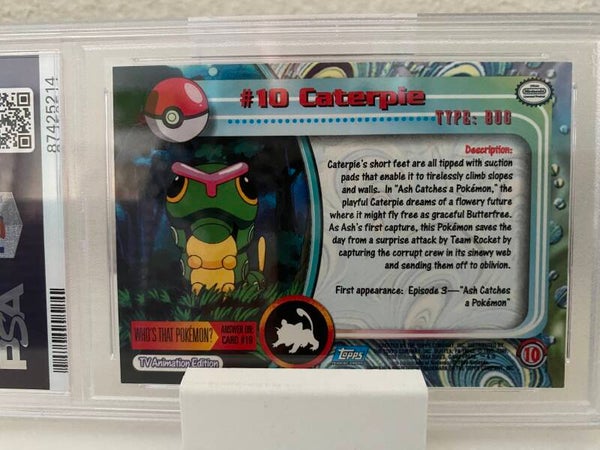 87425214
PSA
#10 Caterpie
TYPE: BUG
Nintendo
Description:
Caterpie's short feet are all tipped with suction
pads that enable it to tirelessly climb slopes
and walls. In "Ash Catches a Pokémon," the
playful Caterpie dreams of a flowery future
where it might fly free as graceful Butterfree.
As Ash's first capture, this Pokémon saves the
day from a surprise attack by Team Rocket by
capturing the corrupt crew in its sinewy web
and sending them off to oblivion.
First appearance: Episode 3—"Ash Catches
a Pokémon"
WHO'S THAT POKÉMON?
ANSWER ON
CARD #19
TV Animation Edition
Topps
10